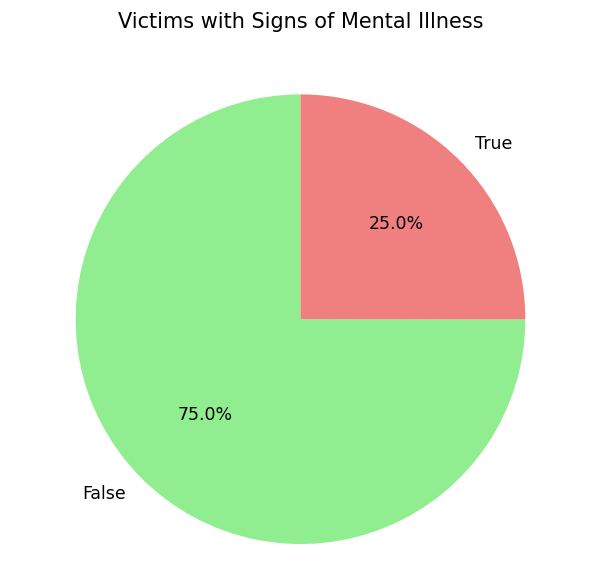 Victims with Signs of Mental Illness
True
25.0%
75.0%
False